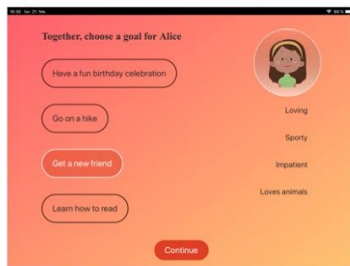 Together, choose a goal for Alice
Have a fun birthday celebration
Go on a hike
Get a new friend
Learn how to read
Loving
Sporty
Impatient
Loves animals
Continue